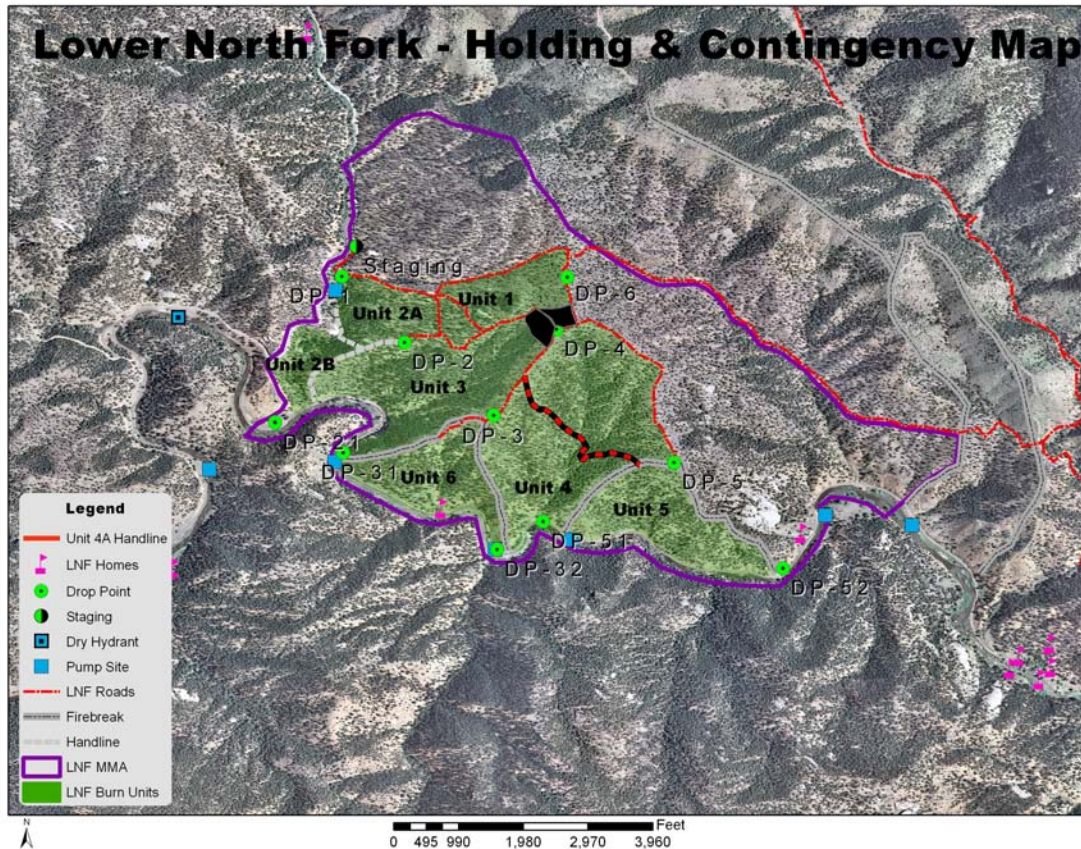 Lower North Fork - Holding & Contingency Map
Staging
DP-1
DP-6
Unit 1
Unit 2A
DP-4
DP-2
Unit 2B
Unit 3
DP-3
DP-21
DP-31
DP-5
Unit 6
Unit 4
Unit 5
DP-51
DP-32
DP-52
Legend
Unit 4A Handline
LNF Homes
Drop Point
Staging
Dry Hydrant
Pump Site
LNF Roads
Firebreak
Handline
LNF MMA
LNF Burn Units
N
Feet
0 495 990 1,980 2,970 3,960